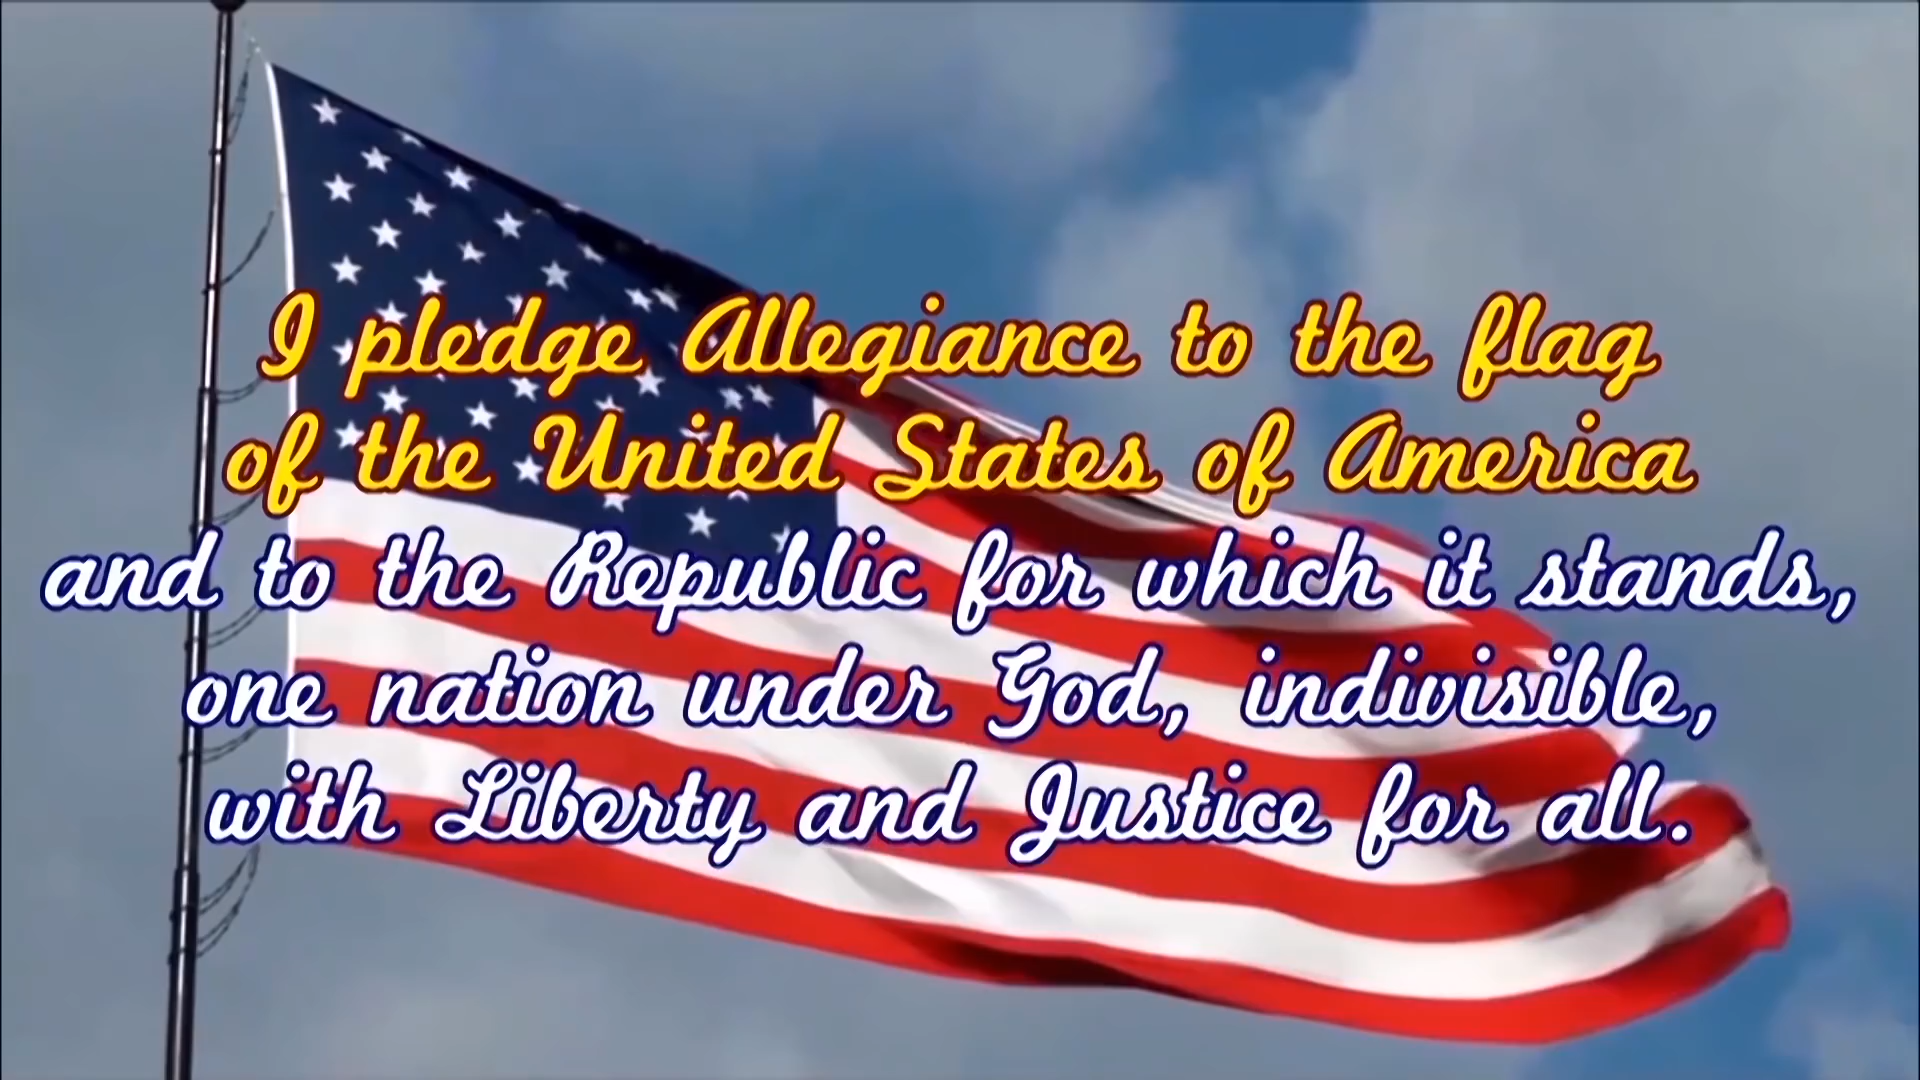 I pledge Allegiance to the flag
of the United States of America
and to the Republic for which it stands,
one nation under God, indivisible,
with Liberty and Justice for all.